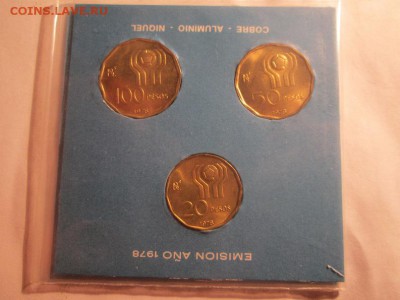 COINS.LAVE.RU
COBRE - ALUMINIO - NIQUEL
100
PESOS
50
PESOS
20
PESOS
EMISION AÑO 1978